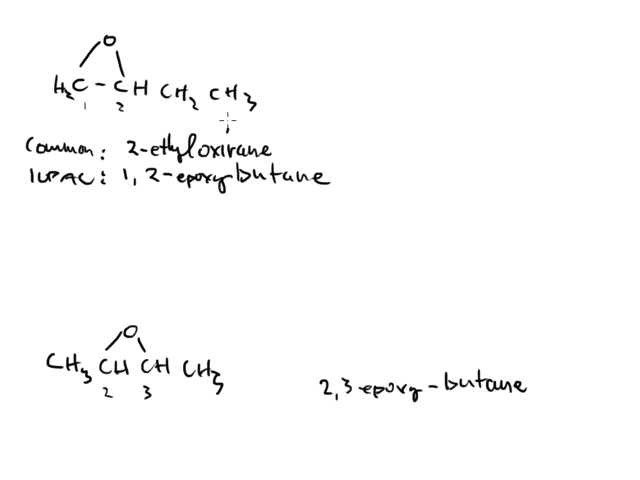 O
H₂C - CH CH₂ CH₃
1 2
Common: 2-ethyloxirane
IUPAC: 1, 2-epoxybutane
O
CH₃ CH CH CH₃
2 3
2,3 epoxy-butane